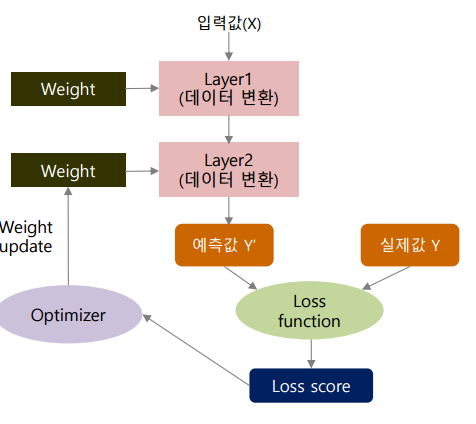 입력값(X)
Weight
Layer1
(데이터 변환)
Weight
Layer2
(데이터 변환)
Weight
update
예측값 Y’
실제값 Y
Optimizer
Loss
function
Loss score